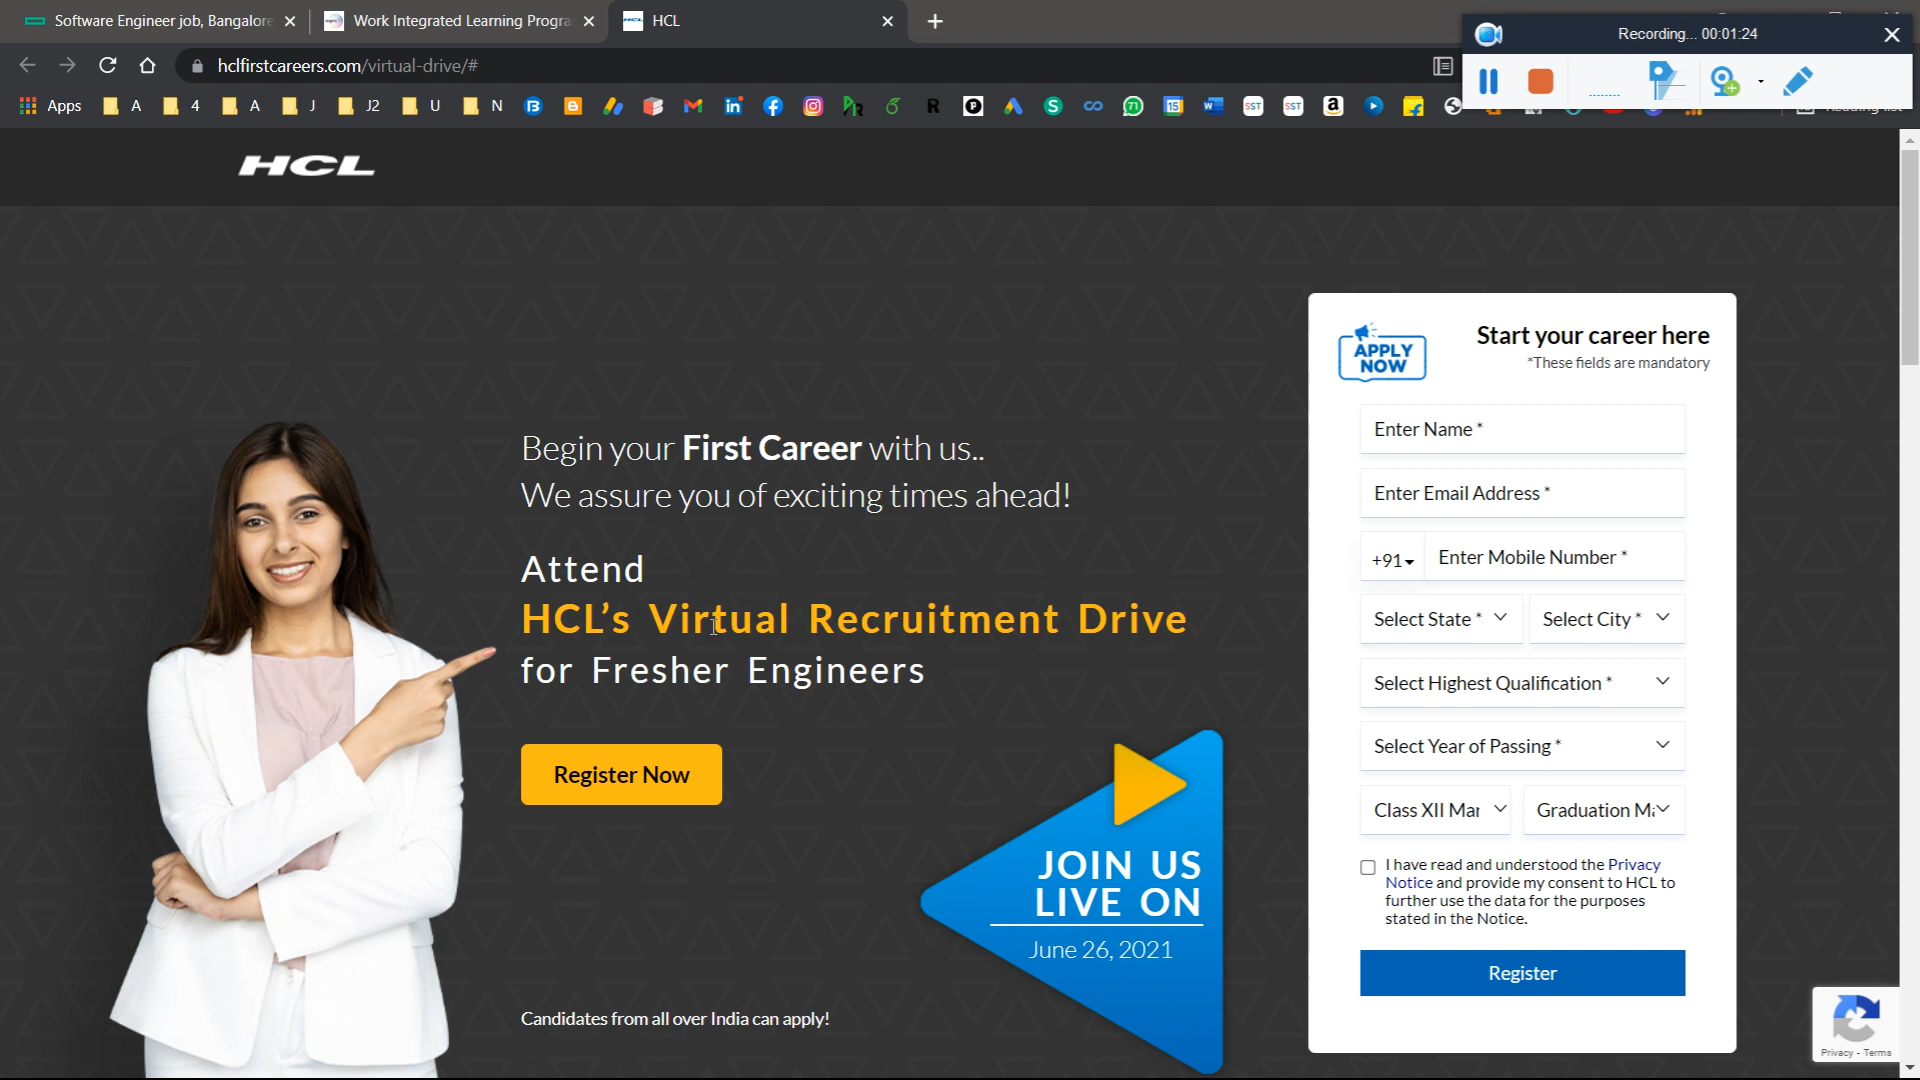 Software Engineer job, Bangalore
Work Integrated Learning Progra
HCL
Recording... 00:01:24
hclfirstcareers.com/virtual-drive/#
Apps A 4 A J J2 U N
HCL
APPLY
NOW
Start your career here
*These fields are mandatory
Enter Name *
Enter Email Address *
+91 Enter Mobile Number *
Select State * Select City *
Select Highest Qualification *
Select Year of Passing *
Class XII Mar Graduation Ma
I have read and understood the Privacy
Notice and provide my consent to HCL to
further use the data for the purposes
stated in the Notice.
Register
Begin your First Career with us..
We assure you of exciting times ahead!
Attend
HCL’s Virtual Recruitment Drive
for Fresher Engineers
Register Now
JOIN US
LIVE ON
June 26, 2021
Candidates from all over India can apply!
Privacy - Terms